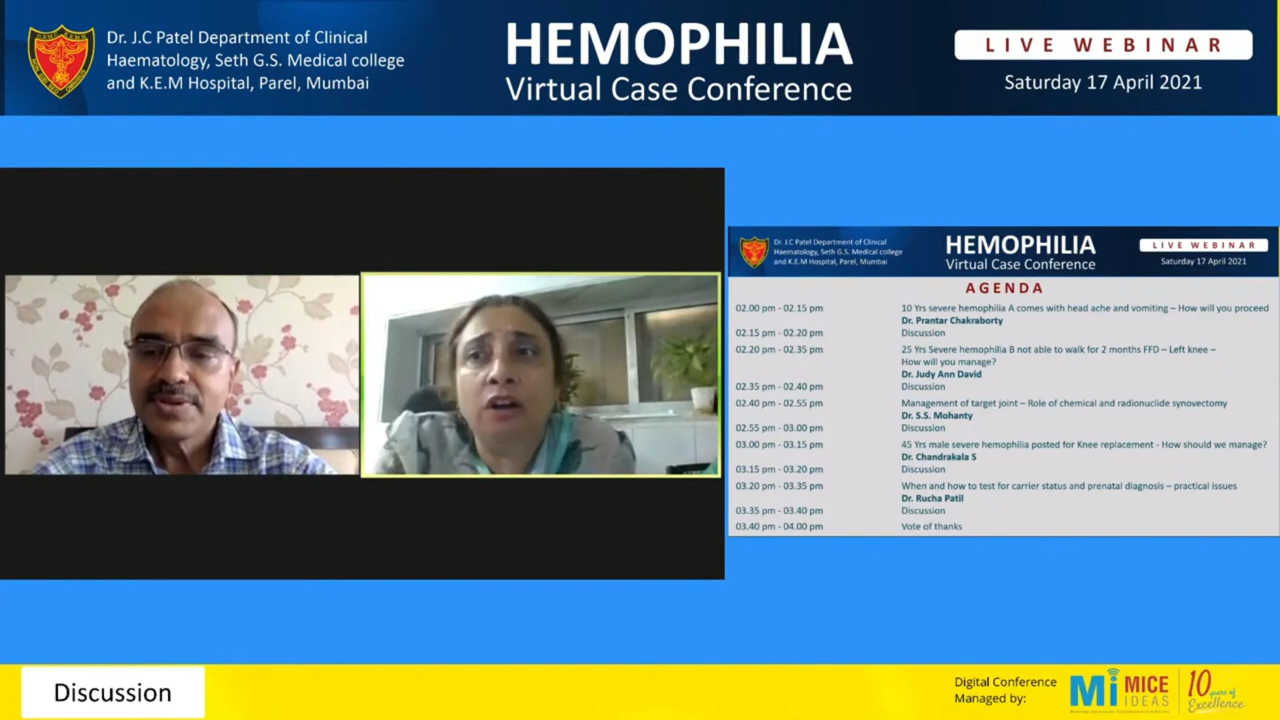 Dr. J.C Patel Department of Clinical
Haematology, Seth G.S. Medical college
and K.E.M Hospital, Parel, Mumbai
HEMOPHILIA
Virtual Case Conference
LIVE WEBINAR
Saturday 17 April 2021
Dr. J.C Patel Department of Clinical
Haematology, Seth G.S. Medical college
and K.E.M Hospital, Parel, Mumbai
HEMOPHILIA
Virtual Case Conference
LIVE WEBINAR
Saturday 17 April 2021
AGENDA
02.00 pm - 02.15 pm 10 Yrs severe hemophilia A comes with head ache and vomiting – How will you proceed
Dr. Prantar Chakraborty
02.15 pm - 02.20 pm Discussion
02.20 pm - 02.35 pm 25 Yrs Severe hemophilia B not able to walk for 2 months FFD – Left knee –
How will you manage?
Dr. Judy Ann David
02.35 pm - 02.40 pm Discussion
02.40 pm - 02.55 pm Management of target joint – Role of chemical and radionuclide synovectomy
Dr. S.S. Mohanty
02.55 pm - 03.00 pm Discussion
03.00 pm - 03.15 pm 45 Yrs male severe hemophilia posted for Knee replacement - How should we manage?
Dr. Chandrakala S
03.15 pm - 03.20 pm Discussion
03.20 pm - 03.35 pm When and how to test for carrier status and prenatal diagnosis – practical issues
Dr. Rucha Patil
03.35 pm - 03.40 pm Discussion
03.40 pm - 04.00 pm Vote of thanks
Discussion
Digital Conference
Managed by:
Mi MICE
IDEAS
10 years of
Excellence